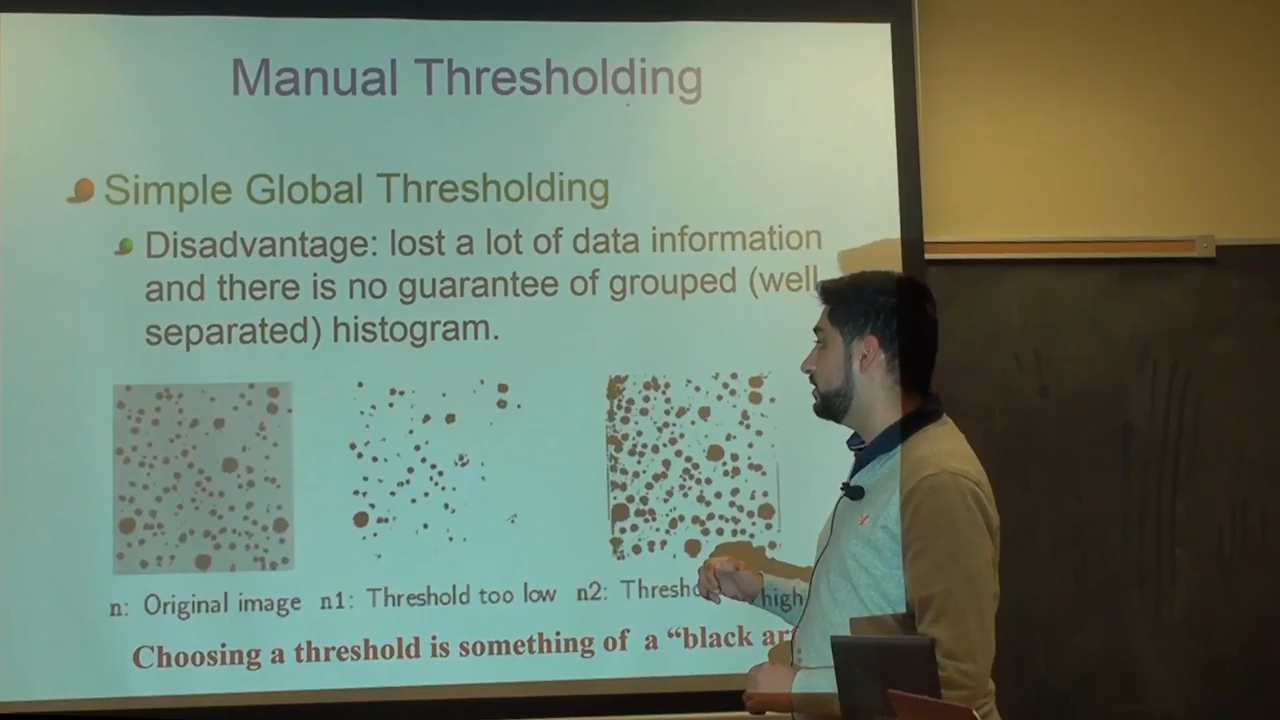 Manual Thresholding
Simple Global Thresholding
Disadvantage: lost a lot of data information
and there is no guarantee of grouped (well
separated) histogram.
n: Original image n1: Threshold too low n2: high
Choosing a threshold is something of a “black